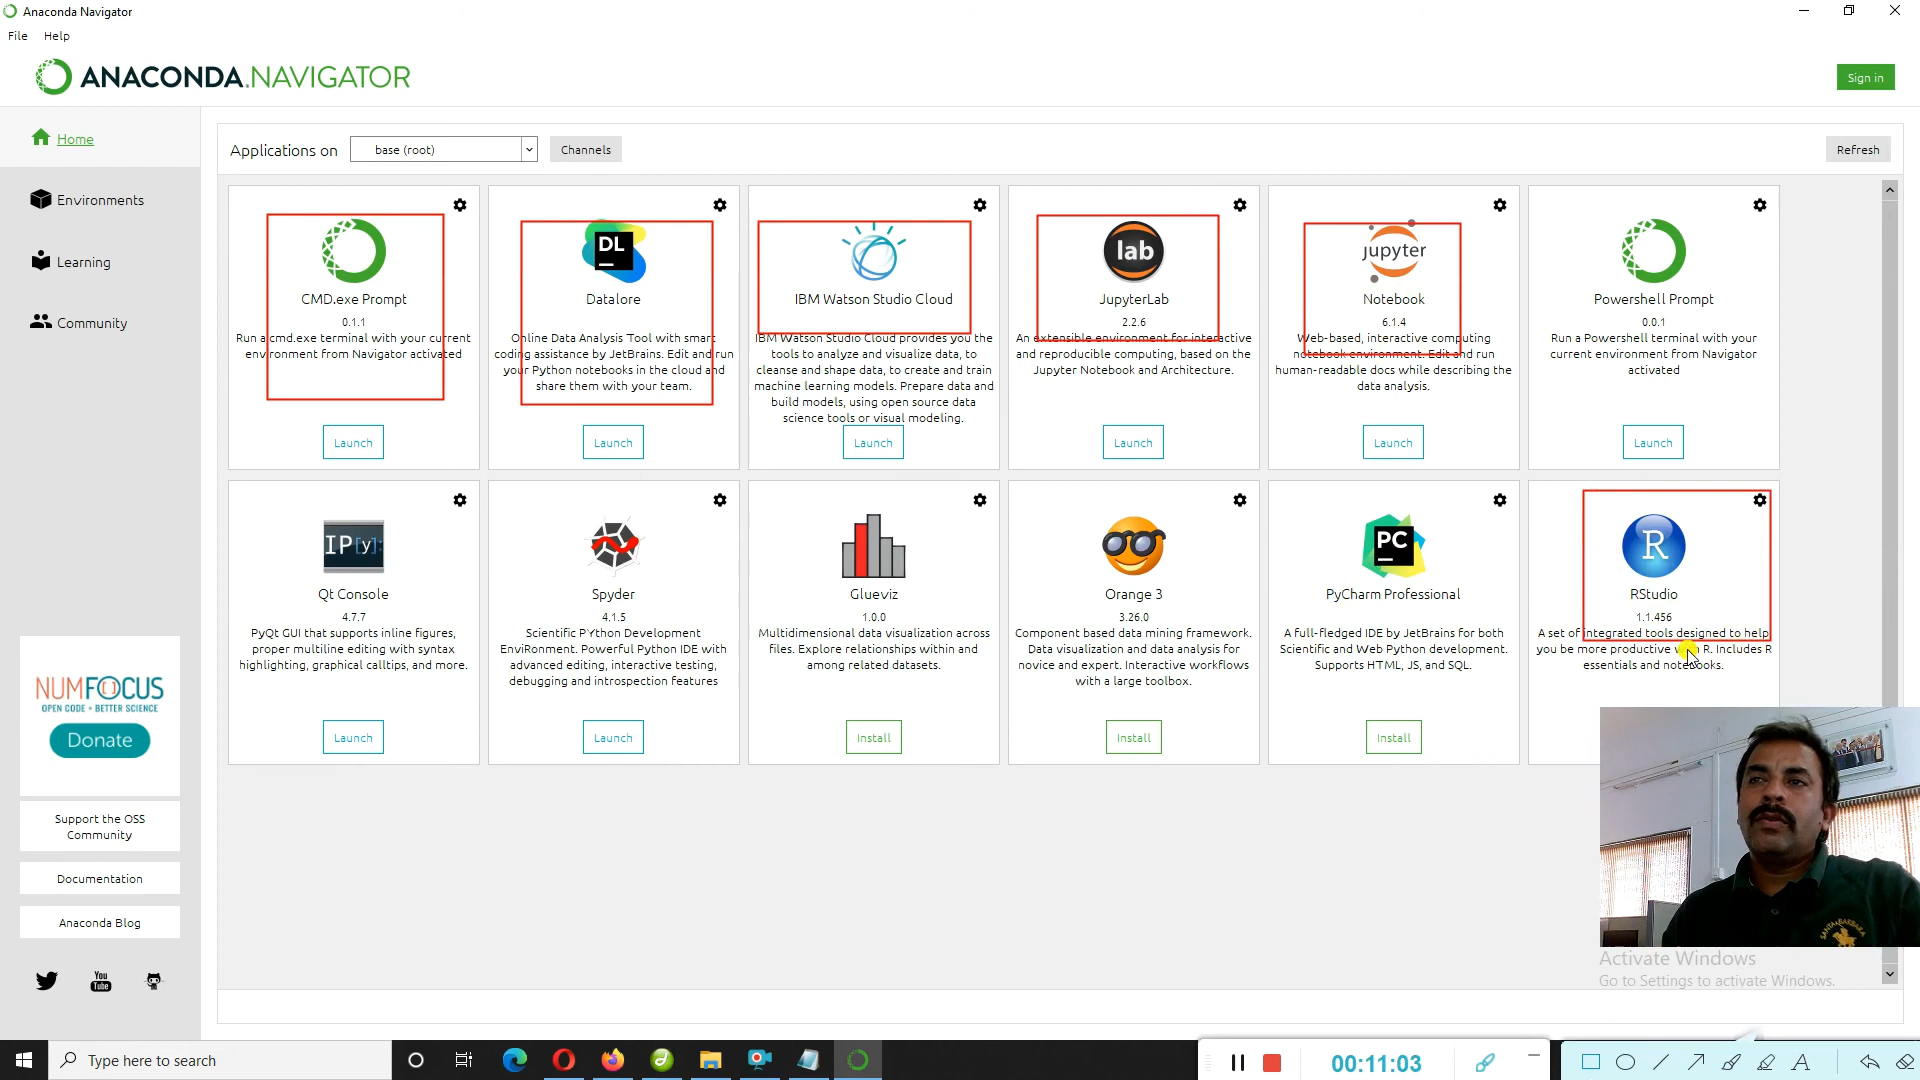 Anaconda Navigator
File Help
ANACONDA.NAVIGATOR
Sign in
Home
Environments
Learning
Community
Applications on
base (root)
Channels
Refresh
CMD.exe Prompt
0.1.1
Run a cmd.exe terminal with your current
environment from Navigator activated
Launch
DL
Datalore
Online Data Analysis Tool with smart
coding assistance by JetBrains. Edit and run
your Python notebooks in the cloud and
share them with your team.
Launch
IBM Watson Studio Cloud
IBM Watson Studio Cloud provides you the
tools to analyze and visualize data, to
cleanse and shape data, to create and train
machine learning models. Prepare data and
build models, using open source data
science tools or visual modeling.
Launch
lab
JupyterLab
2.2.6
An extensible environment for interactive
and reproducible computing, based on the
Jupyter Notebook and Architecture.
Launch
jupyter
Notebook
6.1.4
Web-based, interactive computing
notebook environment. Edit and run
human-readable docs while describing the
data analysis.
Launch
Powershell Prompt
0.0.1
Run a Powershell terminal with your
current environment from Navigator
activated
Launch
IP[y]:
Qt Console
4.7.7
PyQt GUI that supports inline figures,
proper multiline editing with syntax
highlighting, graphical calltips, and more.
Launch
Spyder
4.1.5
Scientific PYthon Development
EnviRonment. Powerful Python IDE with
advanced editing, interactive testing,
debugging and introspection features
Launch
Glueviz
1.0.0
Multidimensional data visualization across
files. Explore relationships within and
among related datasets.
Install
Orange 3
3.26.0
Component based data mining framework.
Data visualization and data analysis for
novice and expert. Interactive workflows
with a large toolbox.
Install
PC
PyCharm Professional
A full-fledged IDE by JetBrains for both
Scientific and Web Python development.
Supports HTML, JS, and SQL.
Install
R
RStudio
1.1.456
A set of integrated tools designed to help
you be more productive with R. Includes R
essentials and notebooks.
NUMFOCUS
OPEN CODE = BETTER SCIENCE
Donate
Support the OSS
Community
Documentation
Anaconda Blog
You
Tube
SANTA BARBARA
Activate Windows
Go to Settings to activate Windows.
Type here to search
00:11:03
A